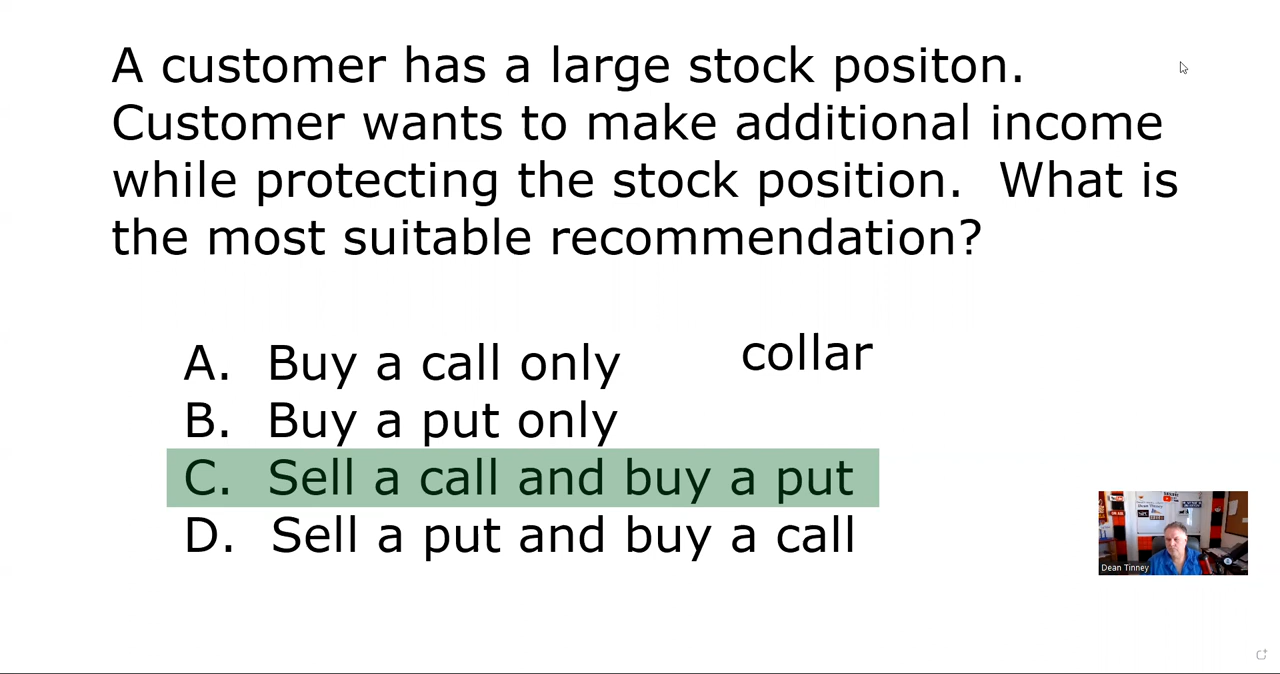 A customer has a large stock positon.
Customer wants to make additional income
while protecting the stock position.  What is
the most suitable recommendation?
A.  Buy a call only
collar
B.  Buy a put only
C.  Sell a call and buy a put
D.  Sell a put and buy a call
Dean Tinney